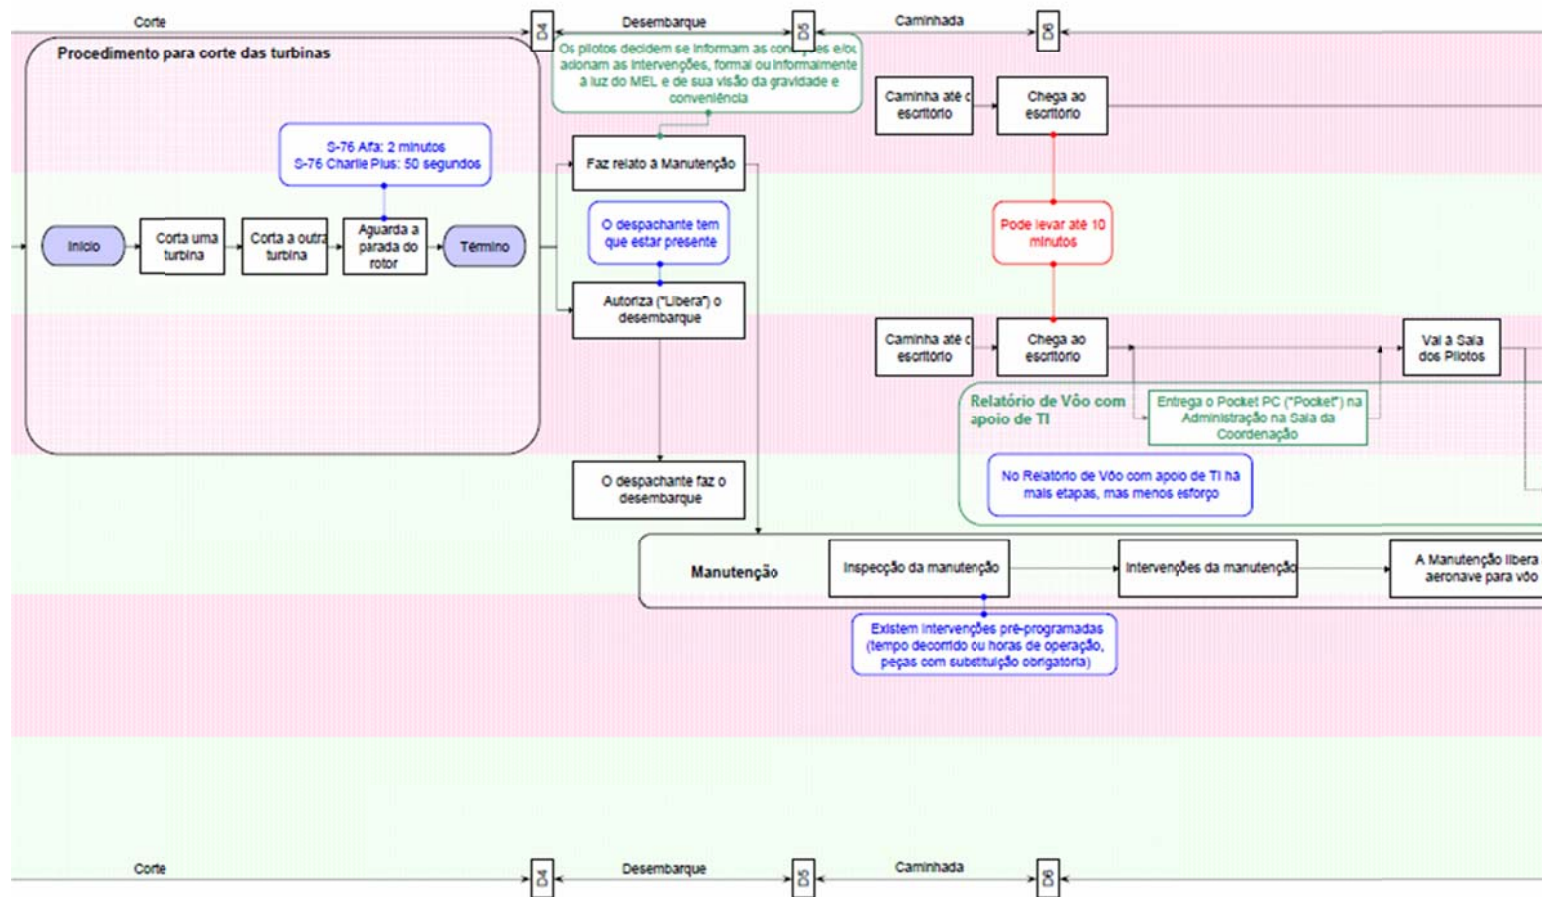 Corte
D4
Desembarque
D5
Caminhada
D6
Procedimento para corte das turbinas
Os pilotos decidem se informam as condições e/ou
acionam as intervenções, formal ou informalmente
à luz do MEL e de sua visão da gravidade e
conveniência
S-76 Alfa: 2 minutos
S-76 Charlie Plus: 50 segundos
Início
Corta uma
turbina
Corta a outra
turbina
Aguarda a
parada do
rotor
Término
Faz relato à Manutenção
O despachante tem
que estar presente
Autoriza ("Libera") o
desembarque
O despachante faz o
desembarque
Caminha até o
escritório
Chega ao
escritório
Pode levar até 10
minutos
Caminha até o
escritório
Chega ao
escritório
Vai à Sala
dos Pilotos
Relatório de Vôo com
apoio de TI
Entrega o Pocket PC ("Pocket") na
Administração na Sala da
Coordenação
No Relatório de Vôo com apoio de TI há
mais etapas, mas menos esforço
Manutenção
Inspecção da manutenção
Intervenções da manutenção
A Manutenção libera
aeronave para vôo
Existem intervenções pré-programadas
(tempo decorrido ou horas de operação,
peças com substituição obrigatória)
Corte
D4
Desembarque
D5
Caminhada
D6